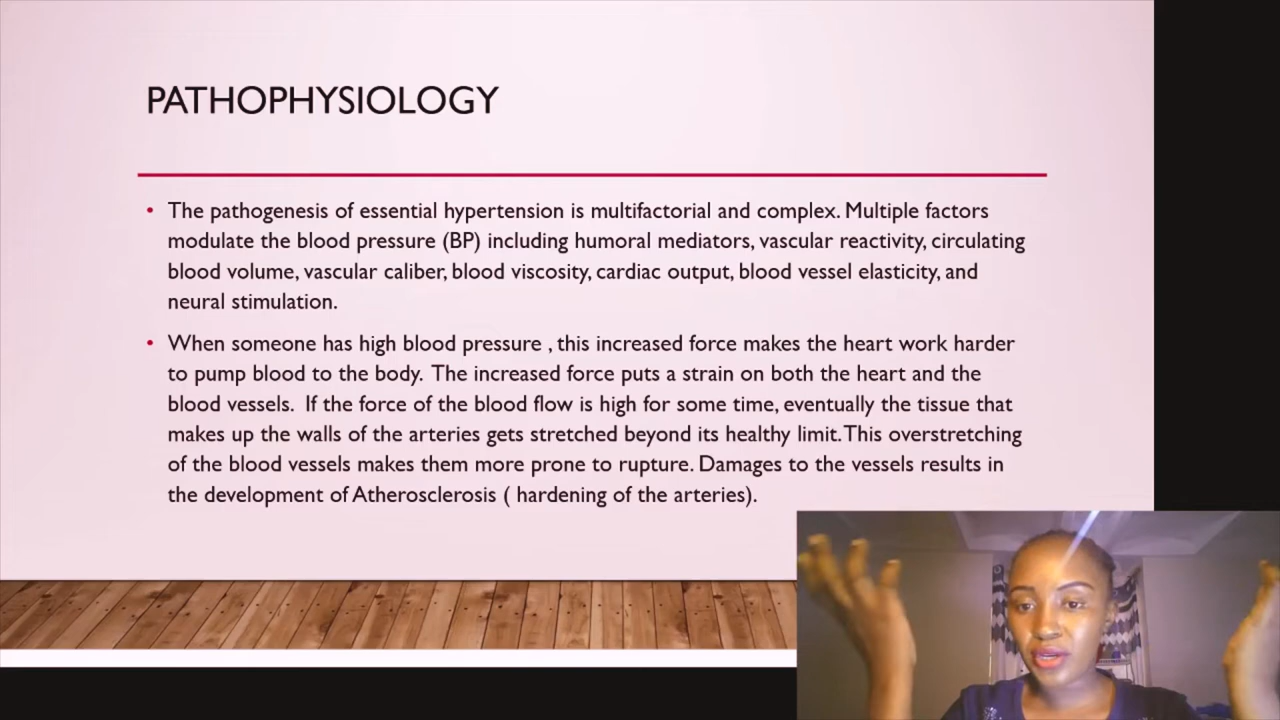 PATHOPHYSIOLOGY
• The pathogenesis of essential hypertension is multifactorial and complex. Multiple factors
modulate the blood pressure (BP) including humoral mediators, vascular reactivity, circulating
blood volume, vascular caliber, blood viscosity, cardiac output, blood vessel elasticity, and
neural stimulation.
• When someone has high blood pressure , this increased force makes the heart work harder
to pump blood to the body.  The increased force puts a strain on both the heart and the
blood vessels.  If the force of the blood flow is high for some time, eventually the tissue that
makes up the walls of the arteries gets stretched beyond its healthy limit. This overstretching
of the blood vessels makes them more prone to rupture. Damages to the vessels results in
the development of Atherosclerosis ( hardening of the arteries).